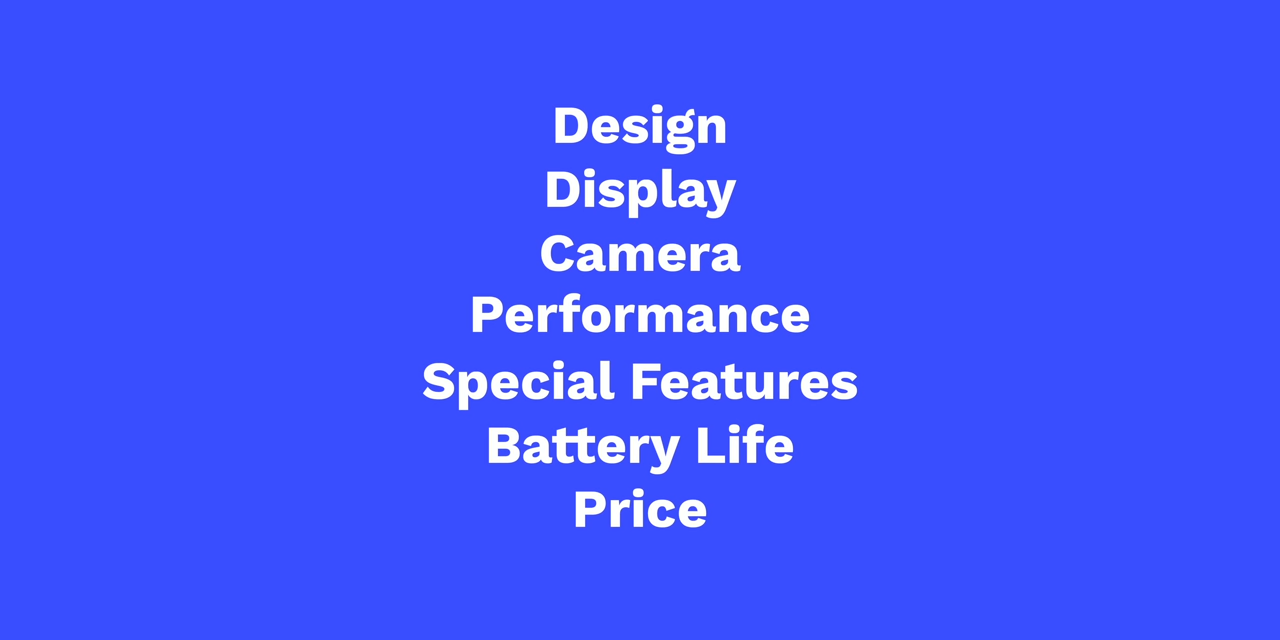 Design
Display
Camera
Performance
Special Features
Battery Life
Price